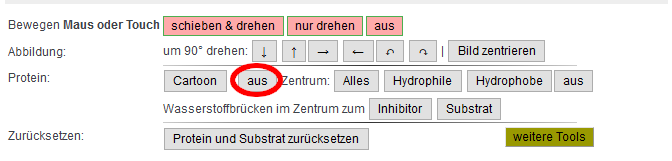 Bewegen Maus oder Touch schieben & drehen nur drehen aus
Abbildung: um 90° drehen: ↓ ↑ → ← ↶ ↷ | Bild zentrieren
Protein: Cartoon aus Zentrum: Alles Hydrophile Hydrophobe aus
Wasserstoffbrücken im Zentrum zum Inhibitor Substrat
Zurücksetzen: Protein und Substrat zurücksetzen weitere Tools